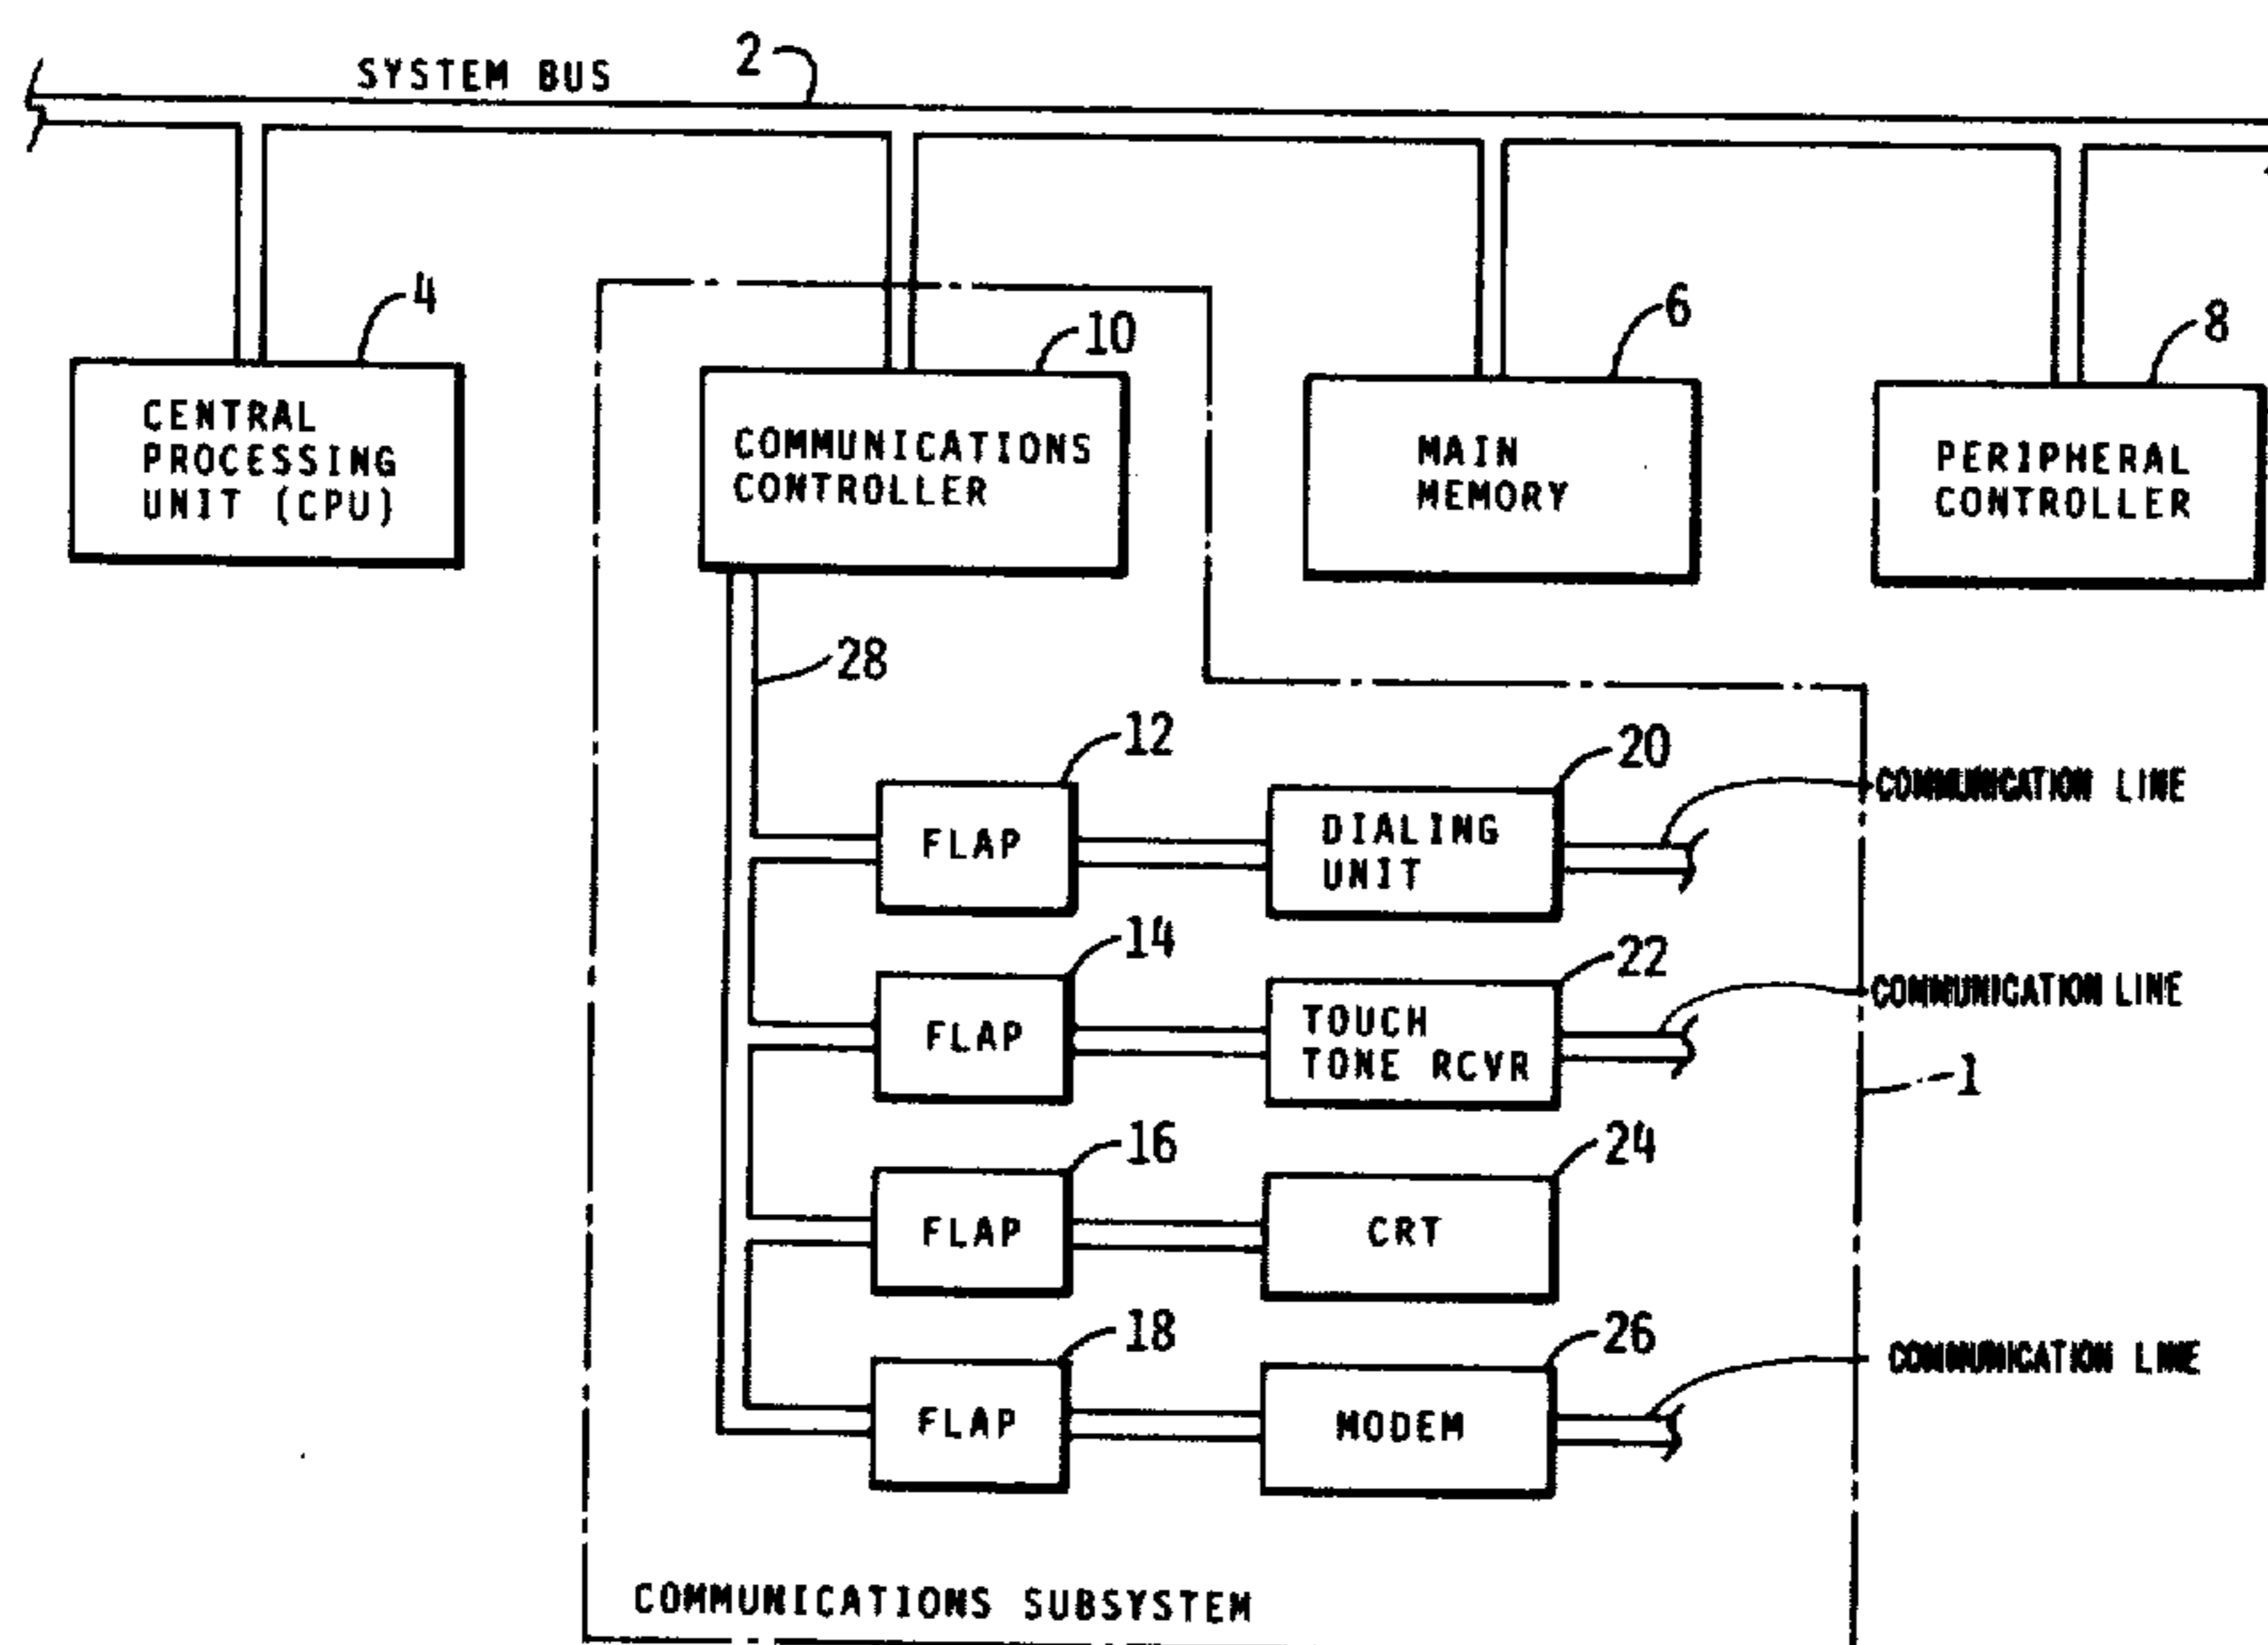 SYSTEM BUS
2
4
10
6
8
CENTRAL
PROCESSING
UNIT (CPU)
COMMUNICATIONS
CONTROLLER
MAIN
MEMORY
PERIPHERAL
CONTROLLER
28
12
20
COMMUNICATION LINE
FLAP
DIALING
UNIT
14
22
COMMUNICATION LINE
FLAP
TOUCH
TONE RCVR
1
16
24
FLAP
CRT
18
26
COMMUNICATION LINE
FLAP
MODEM
COMMUNICATIONS SUBSYSTEM